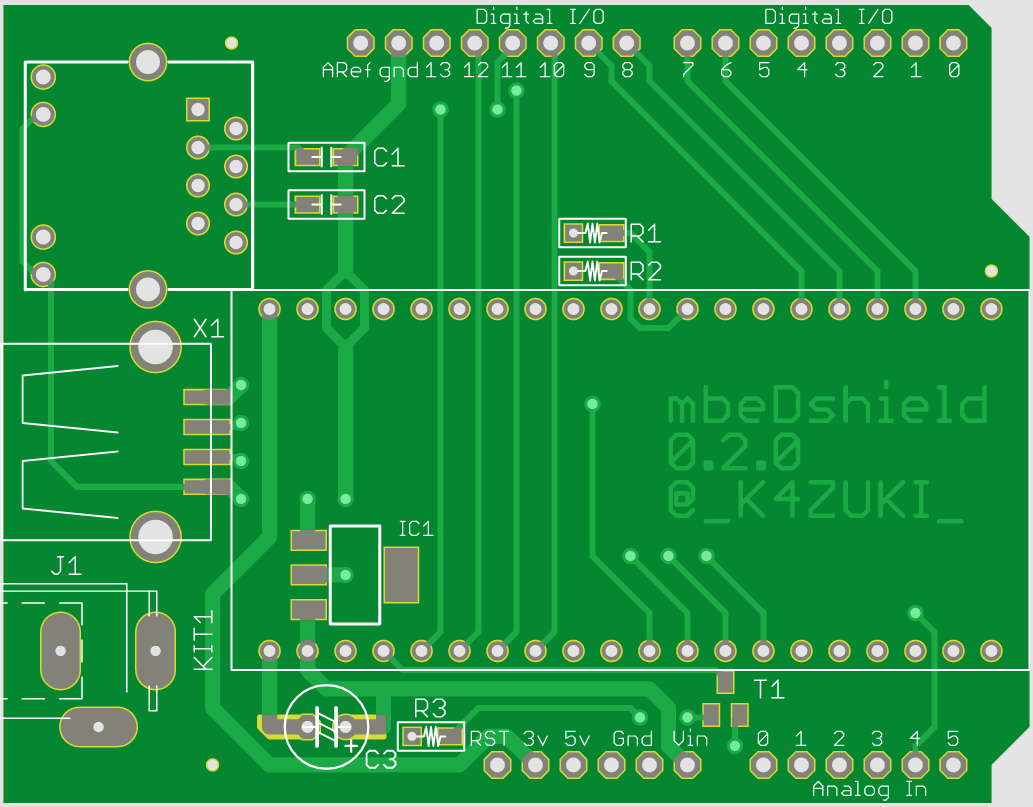 Digital I/O Digital I/O
ARef gnd 13 12 11 10 9 8 7 6 5 4 3 2 1 0
C1
C2
R1
R2
X1
mbeDshield
0.2.0
@_K4ZUKI_
IC1
J1
KIT1
T1
R3
RST 3v 5v Gnd Vin 0 1 2 3 4 5
+
C3
Analog In